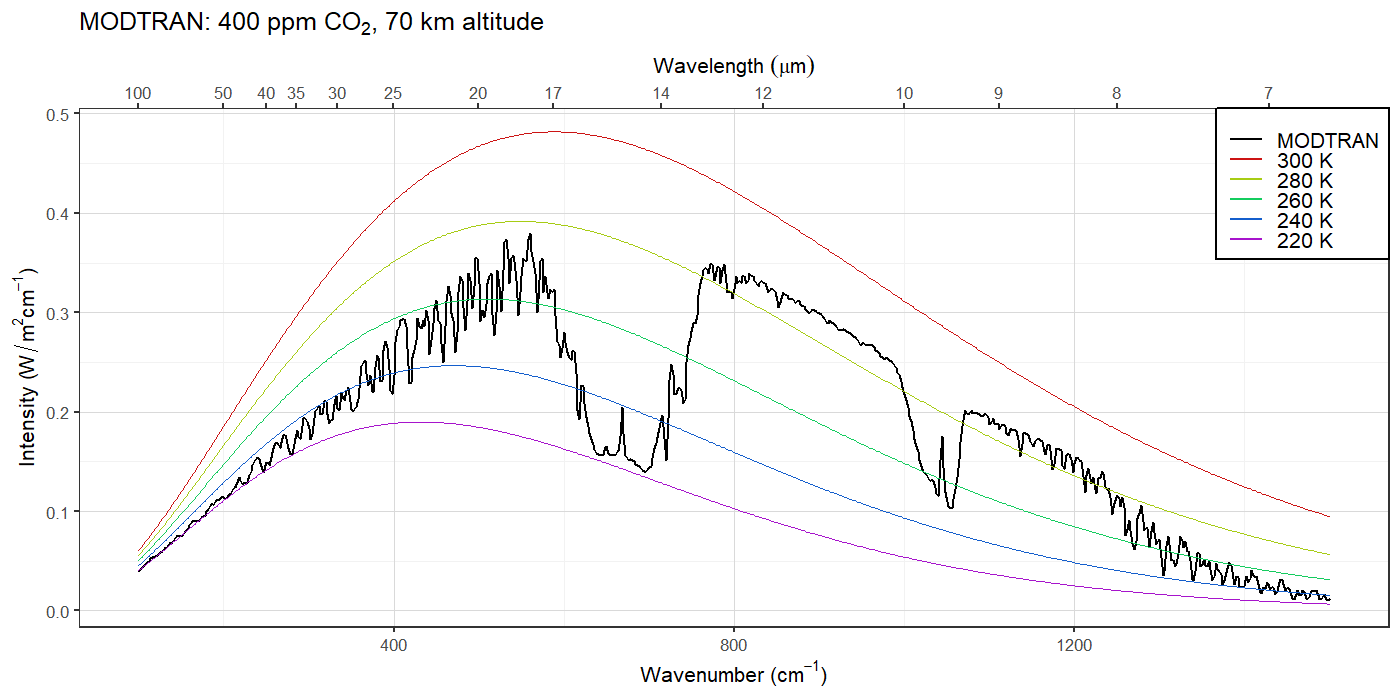 MODTRAN: 400 ppm CO₂, 70 km altitude
Wavelength (μm)
100 50 40 35 30 25 20 17 14 12 10 9 8 7
0.5
0.4
0.3
0.2
0.1
0.0
Intensity (W/m²cm⁻¹)
MODTRAN
300 K
280 K
260 K
240 K
220 K
400 800 1200
Wavenumber (cm⁻¹)